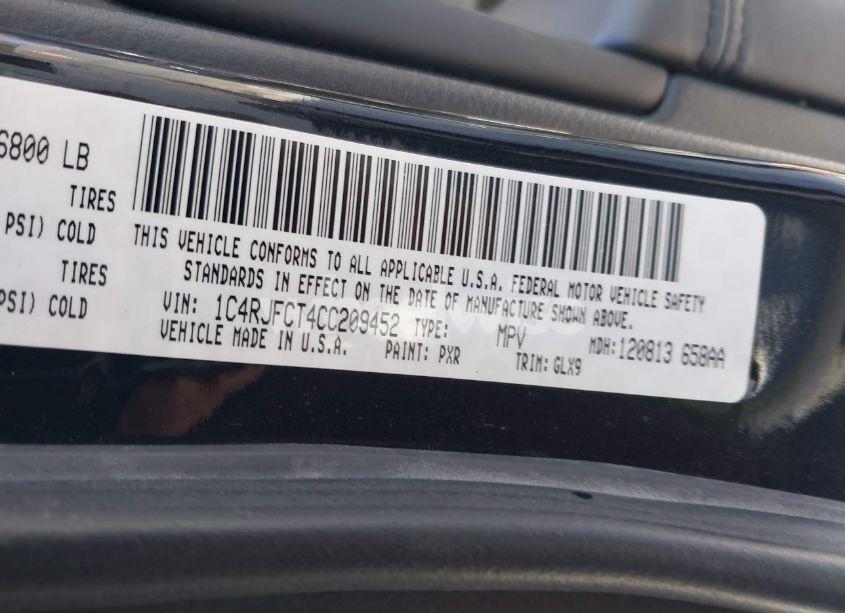 6800 LB
TIRES
PSI) COLD
TIRES
PSI) COLD
THIS VEHICLE CONFORMS TO ALL APPLICABLE U.S.A. FEDERAL MOTOR VEHICLE SAFETY
STANDARDS IN EFFECT ON THE DATE OF MANUFACTURE SHOWN ABOVE.
VIN: 1C4RJFCT4CC209452 TYPE: MPV MDH:120813 658AA
VEHICLE MADE IN U.S.A. PAINT: PXR TRIM: GLX9